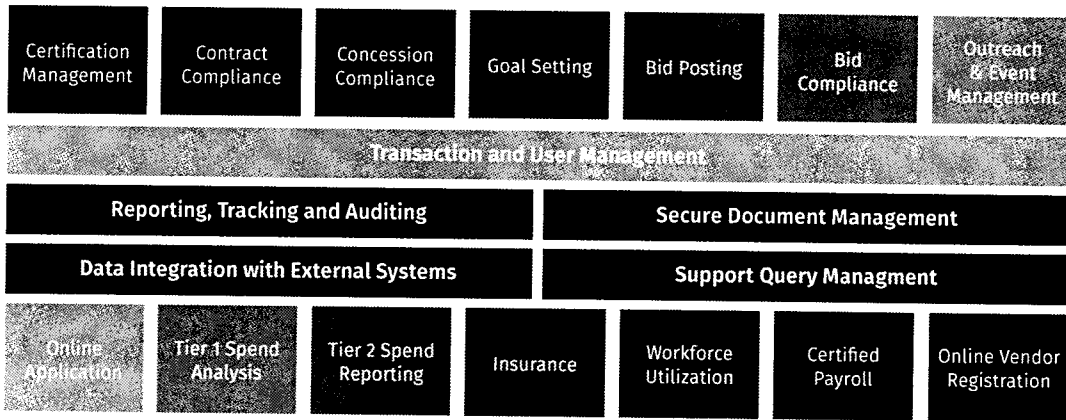 Certification
Management
Contract
Compliance
Concession
Compliance
Goal Setting
Bid Posting
Bid
Compliance
Outreach
& Event
Management
Transaction and User Management
Reporting, Tracking and Auditing
Secure Document Management
Data Integration with External Systems
Support Query Managment
Online
Application
Tier 1 Spend
Analysis
Tier 2 Spend
Reporting
Insurance
Workforce
Utilization
Certified
Payroll
Online Vendor
Registration